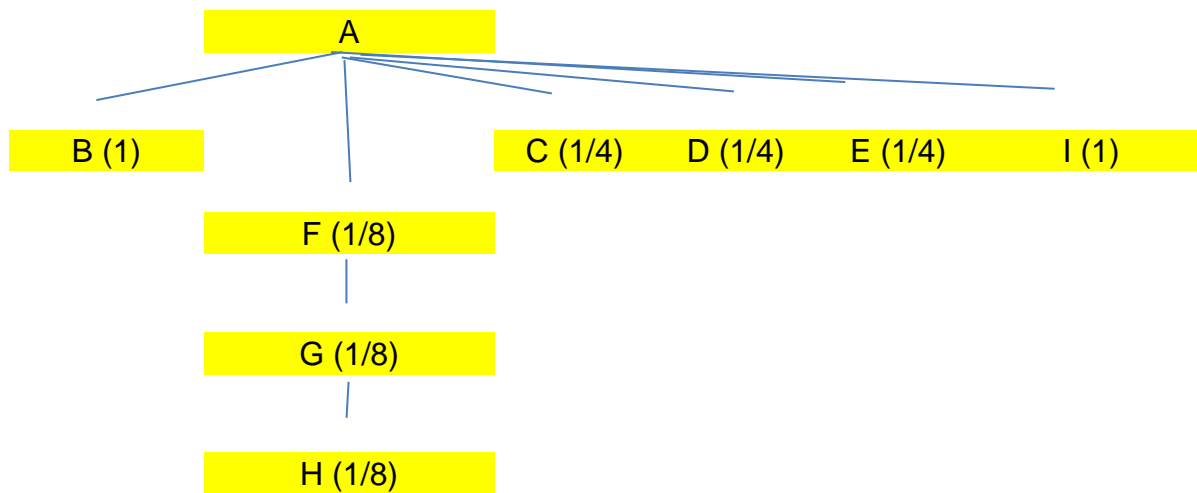 A
B (1) C (1/4) D (1/4) E (1/4) I (1)
F (1/8)
G (1/8)
H (1/8)